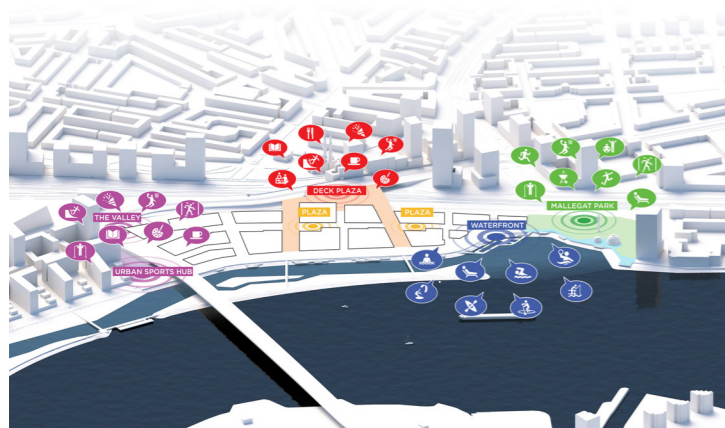 DECK PLAZA
MALLEGAT PARK
THE VALLEY
PLAZA
PLAZA
WATERFRONT
URBAN SPORTS HUB